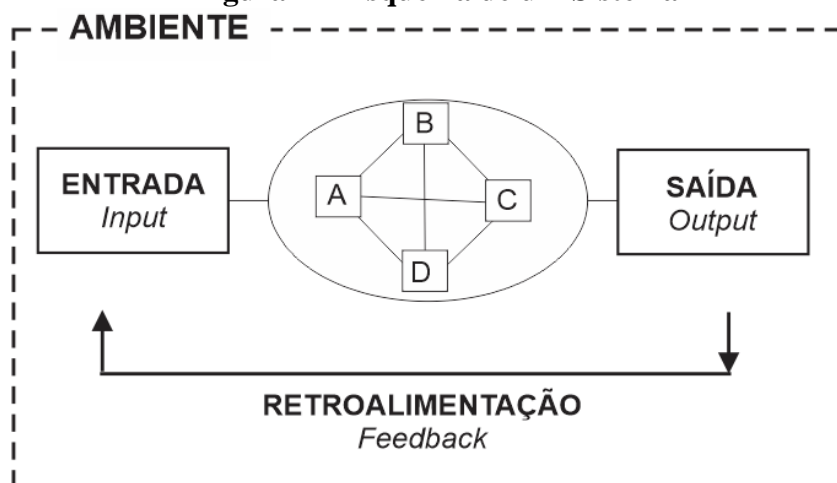 AMBIENTE
B
ENTRADA
Input
A
C
SAÍDA
Output
D
RETROALIMENTAÇÃO
Feedback